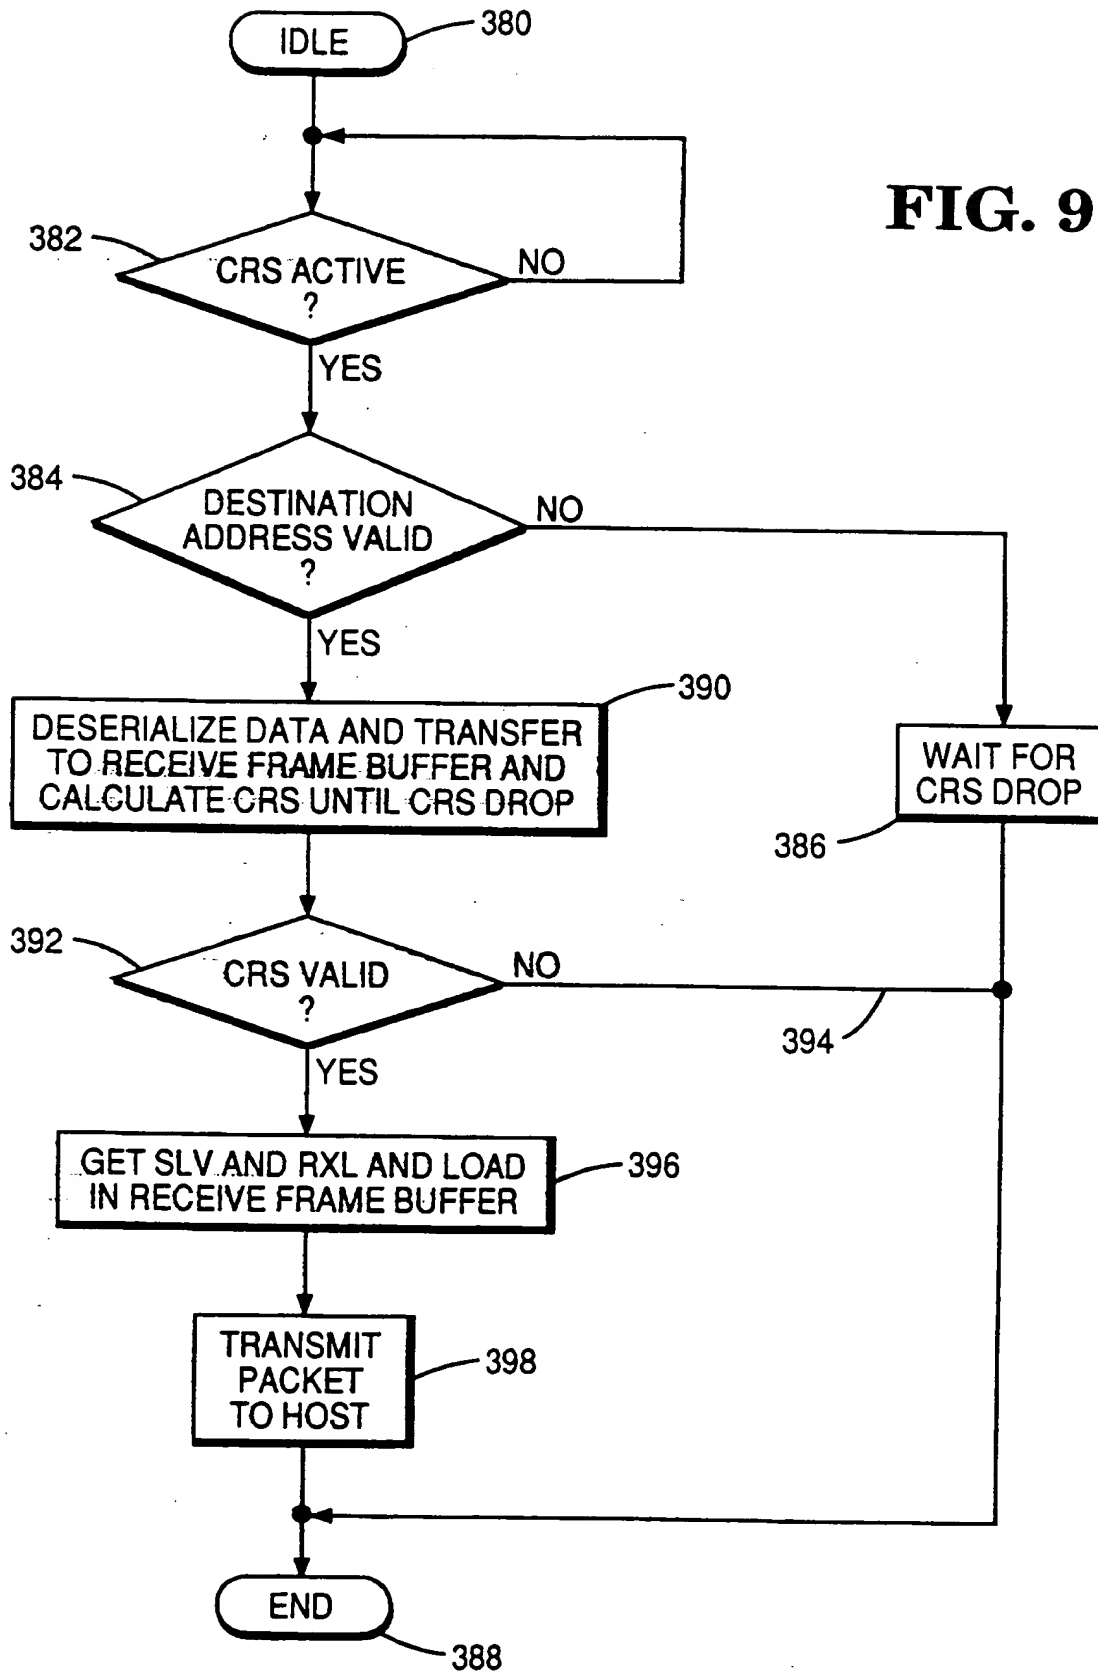 IDLE
380
FIG. 9
382
CRS ACTIVE
?
NO
YES
384
DESTINATION
ADDRESS VALID
?
NO
YES
390
DESERIALIZE DATA AND TRANSFER
TO RECEIVE FRAME BUFFER AND
CALCULATE CRS UNTIL CRS DROP
WAIT FOR
CRS DROP
386
392
CRS VALID
?
NO
394
YES
GET SLV AND RXL AND LOAD
IN RECEIVE FRAME BUFFER
396
TRANSMIT
PACKET
TO HOST
398
END
388